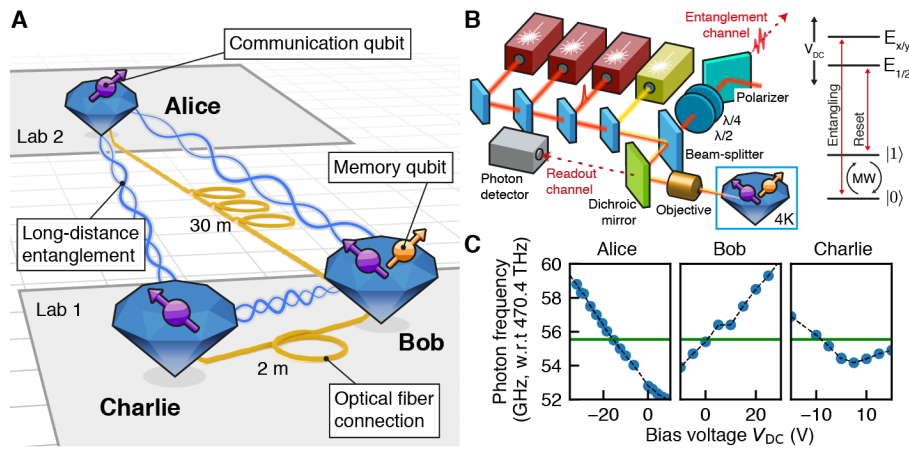 A
Communication qubit
Alice
Lab 2
Memory qubit
30 m
Long-distance
entanglement
Lab 1
Bob
2 m
Charlie
Optical fiber
connection
B
Entanglement
channel
Polarizer
λ/4
λ/2
Beam-splitter
Photon
detector
Readout
channel
Dichroic
mirror
Objective
4K
V_DC
E_x/y
E_1/2
Entangling
Reset
|1⟩
MW
|0⟩
C
Alice
Bob
Charlie
Photon frequency
(GHz, w.r.t 470.4 THz)
60
58
56
54
52
−20
0
0
20
−10
10
Bias voltage V_DC (V)